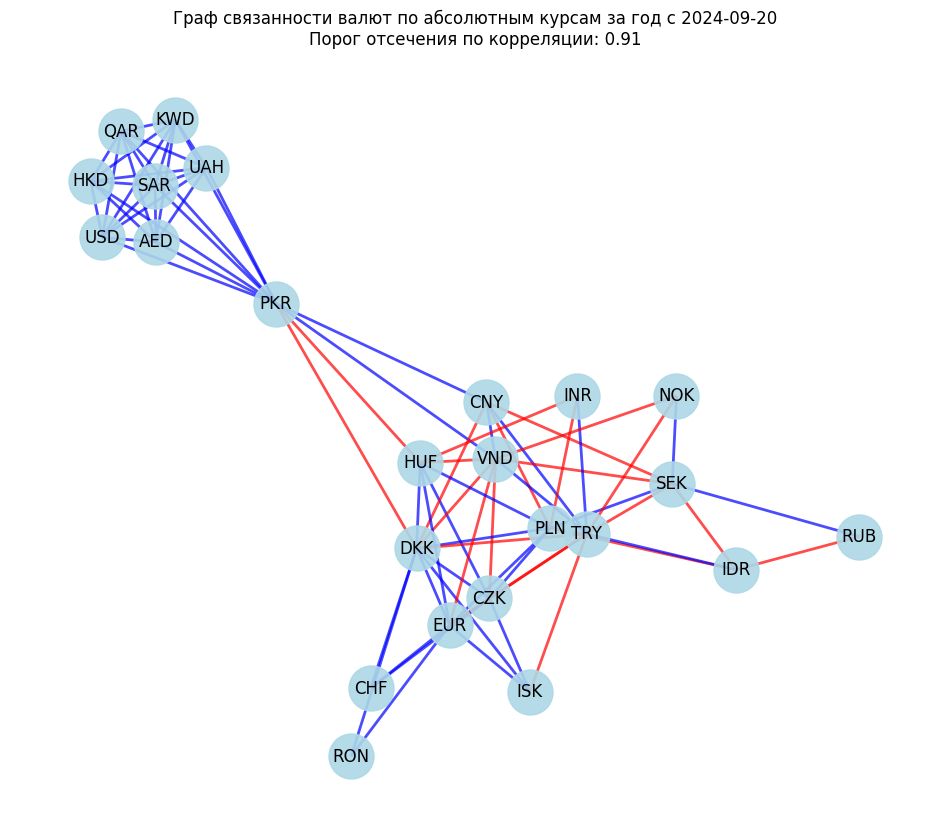 Граф связанности валют по абсолютным курсам за год с 2024-09-20
Порог отсечения по корреляции: 0.91
KWD
QAR
UAH
HKD
SAR
USD
AED
PKR
CNY
INR
NOK
HUF
VND
SEK
PLN
TRY
RUB
DKK
IDR
CZK
EUR
CHF
ISK
RON